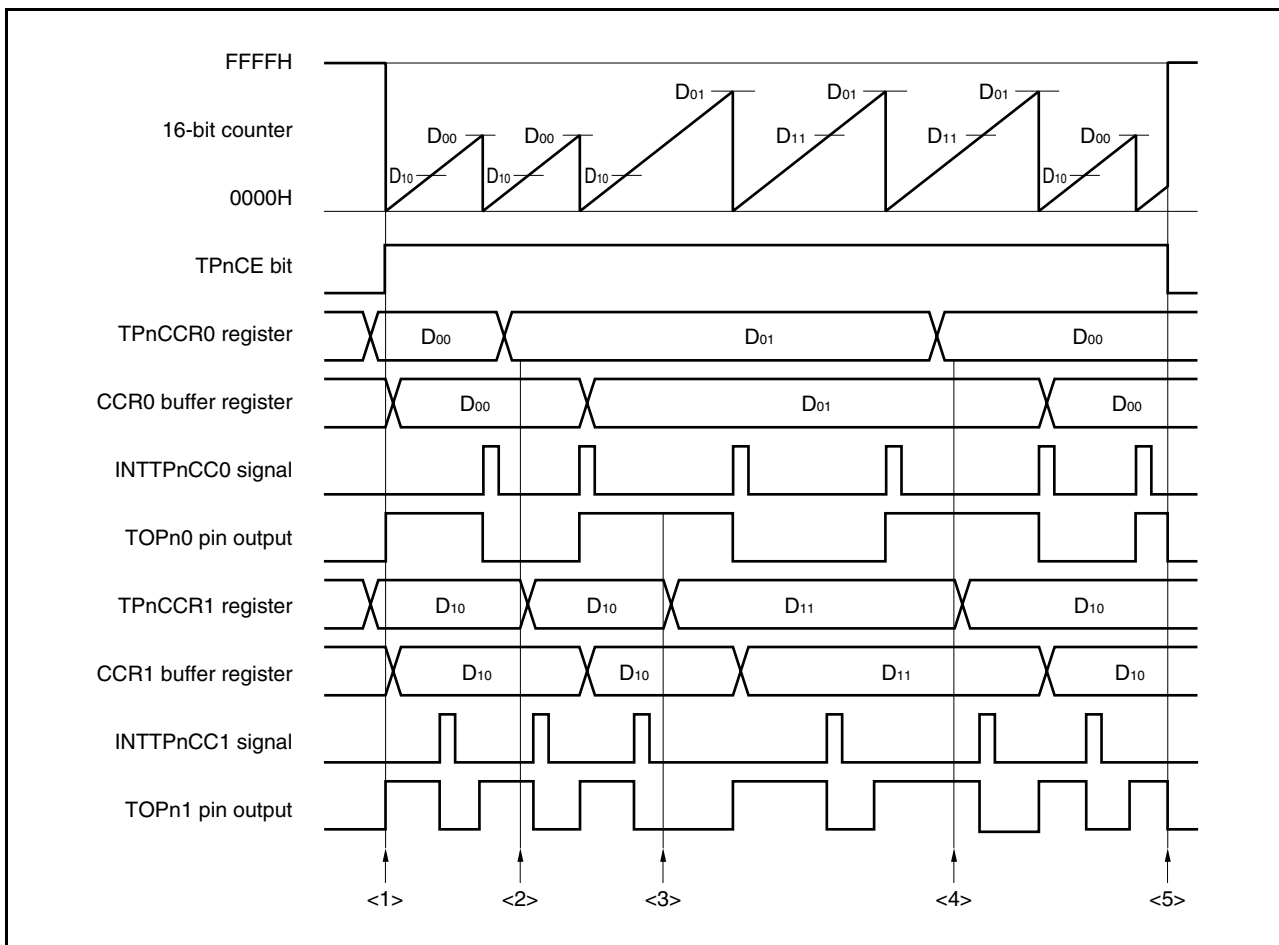 FFFFH
D01 D01 D01
16-bit counter
D00 D00 D11 D11 D00
D10 D10 D10 D10
0000H
TPnCE bit
TPnCCR0 register
D00 D01 D00
CCR0 buffer register
D00 D01 D00
INTTPnCC0 signal
TOPn0 pin output
TPnCCR1 register
D10 D10 D11 D10
CCR1 buffer register
D10 D10 D11 D10
INTTPnCC1 signal
TOPn1 pin output
<1> <2> <3> <4> <5>